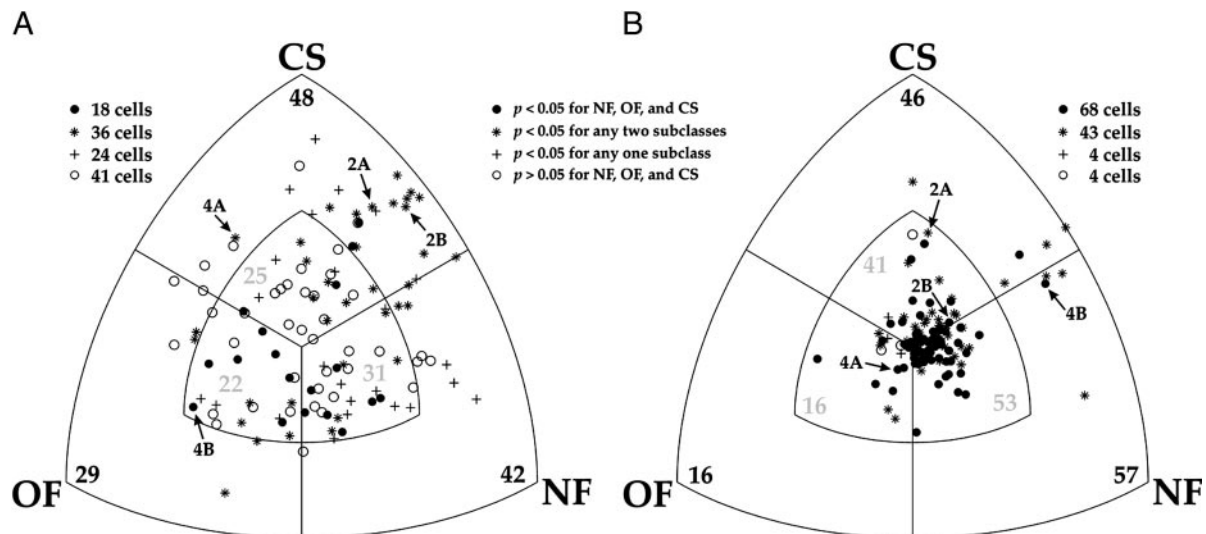 A
CS
48
18 cells
36 cells
24 cells
41 cells
2A
4A
2B
25
22
31
4B
29
OF
42
NF
p < 0.05 for NF, OF, and CS
p < 0.05 for any two subclasses
p < 0.05 for any one subclass
p > 0.05 for NF, OF, and CS
B
CS
46
68 cells
43 cells
4 cells
4 cells
2A
41
2B
4B
4A
16
53
16
OF
57
NF